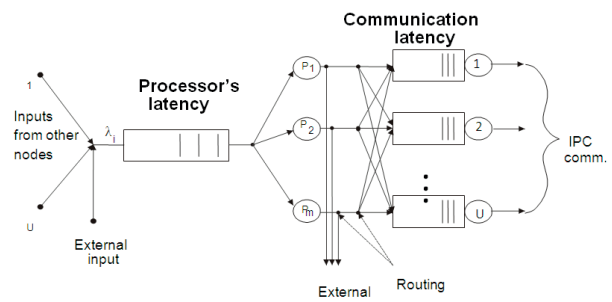 Communication
latency
Processor's
latency
1
Inputs
from other
nodes
λi
U
External
input
P1
P2
Pm
1
2
U
IPC
comm.
External
Routing